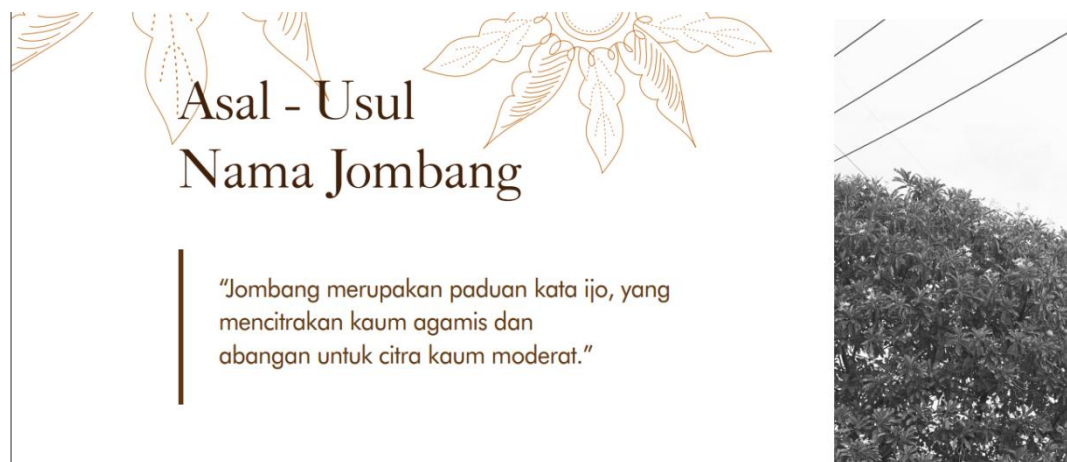 Asal - Usul
Nama Jombang
“Jombang merupakan paduan kata ijo, yang
mencitrakan kaum agamis dan
abangan untuk citra kaum moderat.”